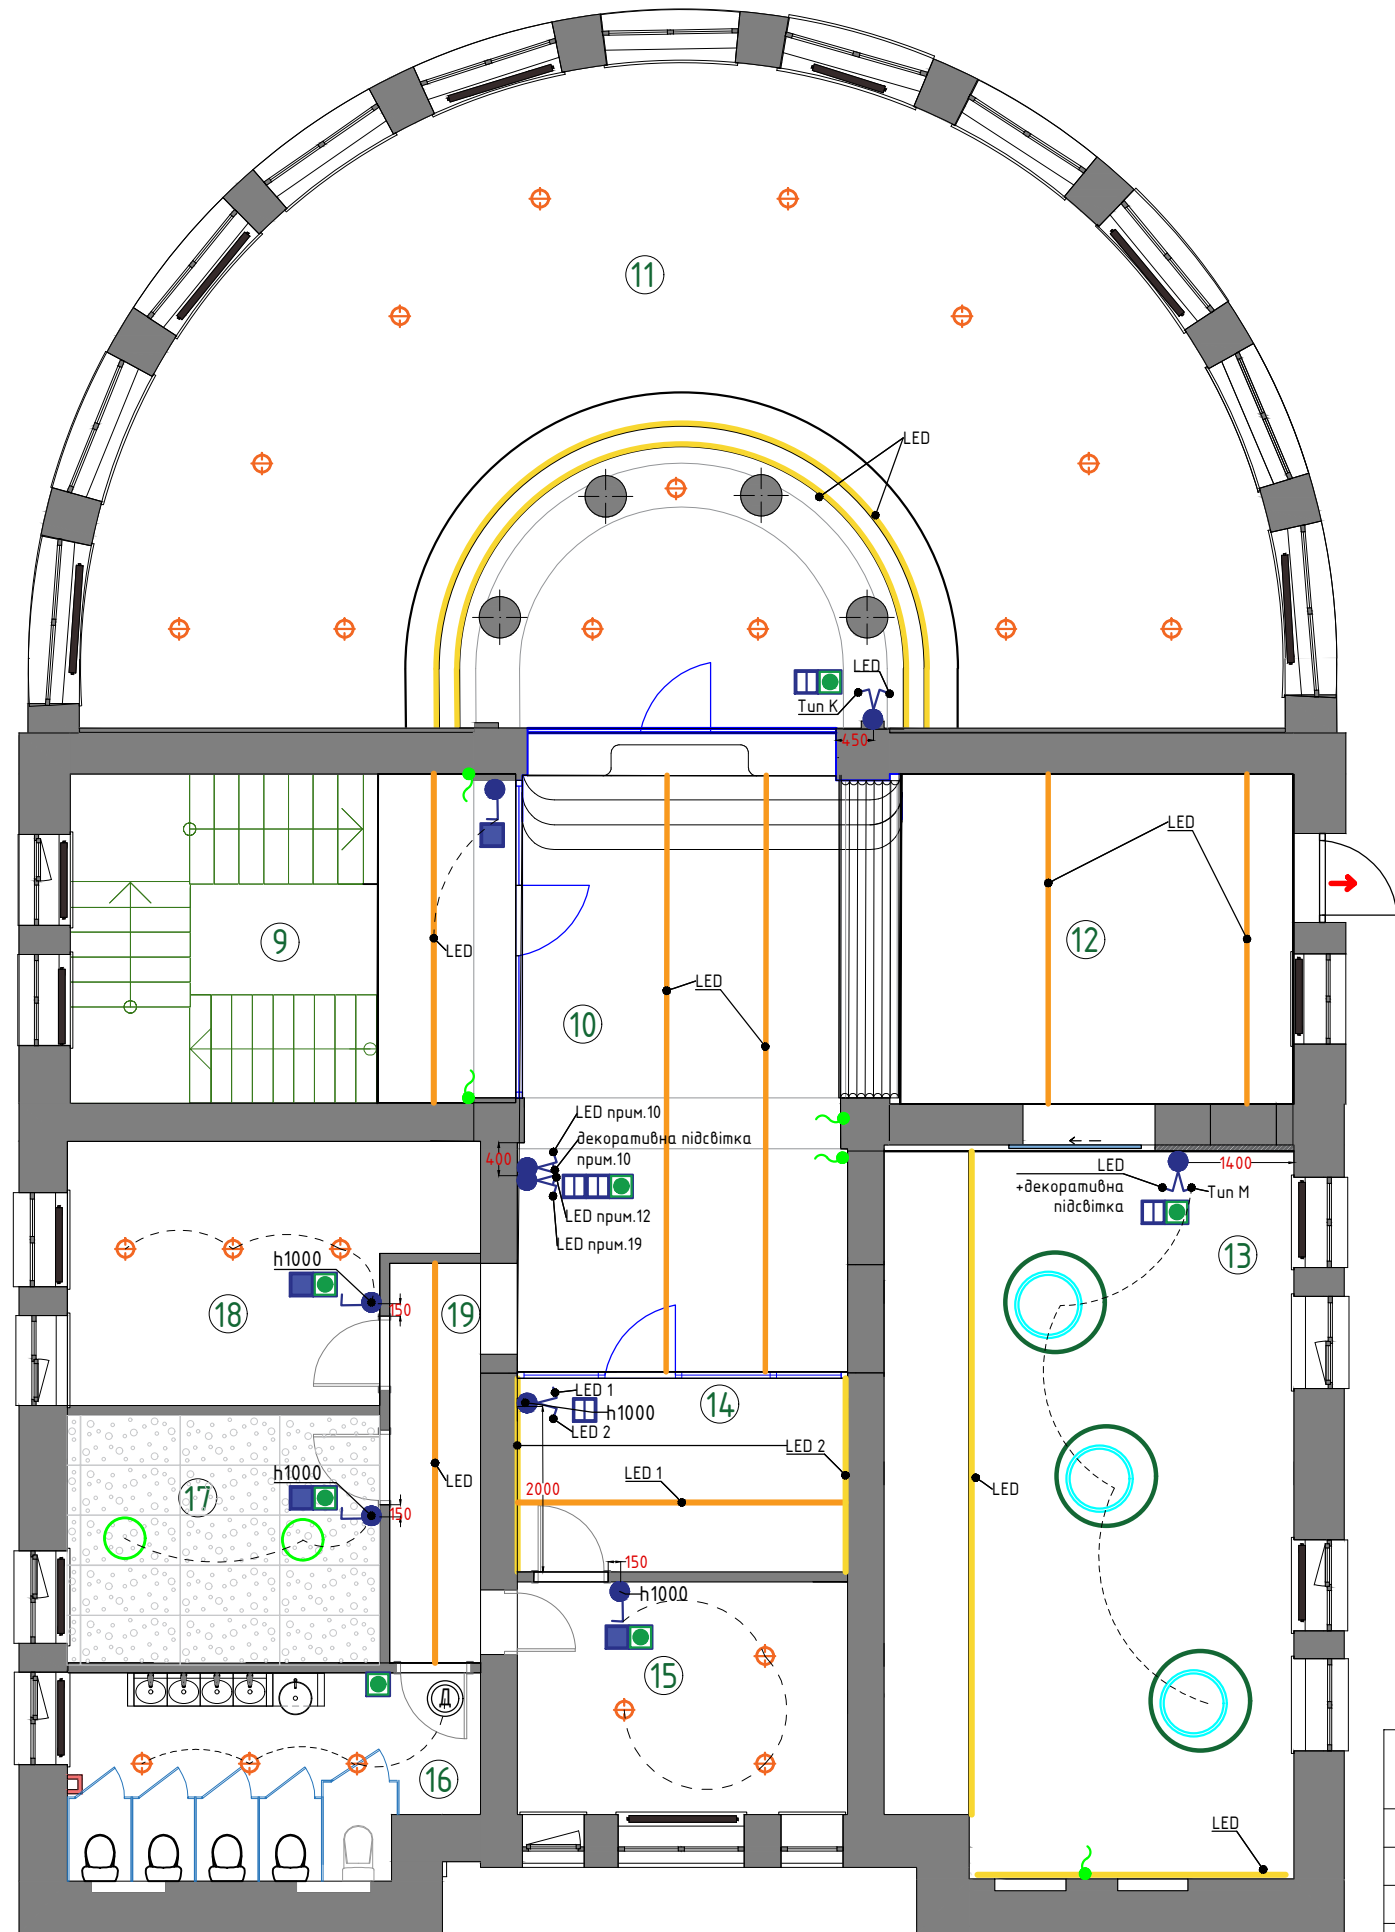 11
LED
LED
Тип К
450
LED
9
LED
12
LED
10
LED прим.10
декоративна підсвітка
прим.10
400
LED прим.12
LED прим.19
LED
+декоративна
підсвітка
1400
Тип М
13
h1000
150
18
19
LED 1
h1000
LED 2
14
LED 2
LED 1
2000
h1000
17
150
LED
LED
150
h1000
15
Д
16
LED